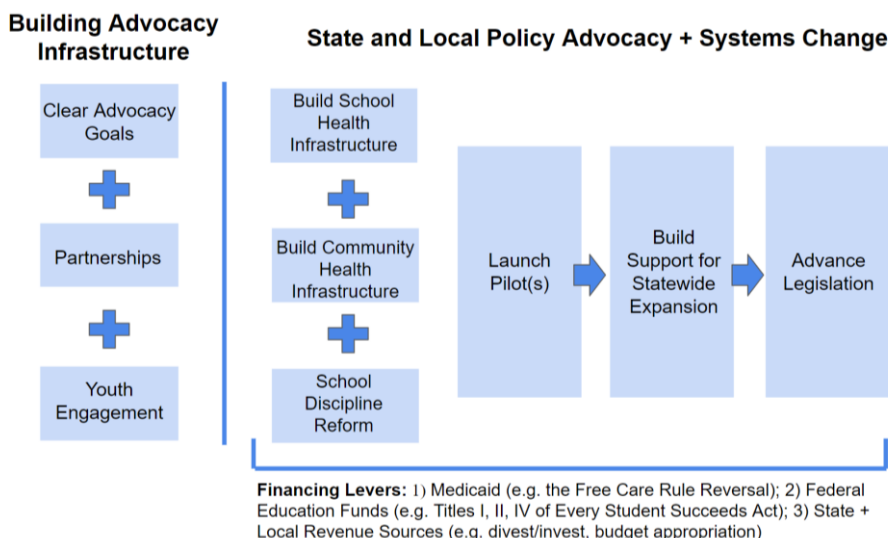 Building Advocacy
Infrastructure
Clear Advocacy
Goals
Partnerships
Youth
Engagement
State and Local Policy Advocacy + Systems Change
Build School
Health
Infrastructure
Build Community
Health
Infrastructure
School
Discipline
Reform
Launch
Pilot(s)
Build
Support for
Statewide
Expansion
Advance
Legislation
Financing Levers: 1) Medicaid (e.g. the Free Care Rule Reversal); 2) Federal
Education Funds (e.g. Titles I, II, IV of Every Student Succeeds Act); 3) State +
Local Revenue Sources (e.g. divest/invest, budget appropriation)